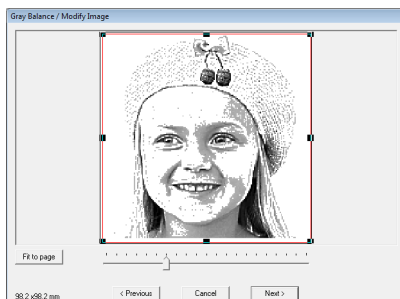 Gray Balance / Modify Image
Fit to page
98.2 x98.2 mm
< Previous
Cancel
Next >